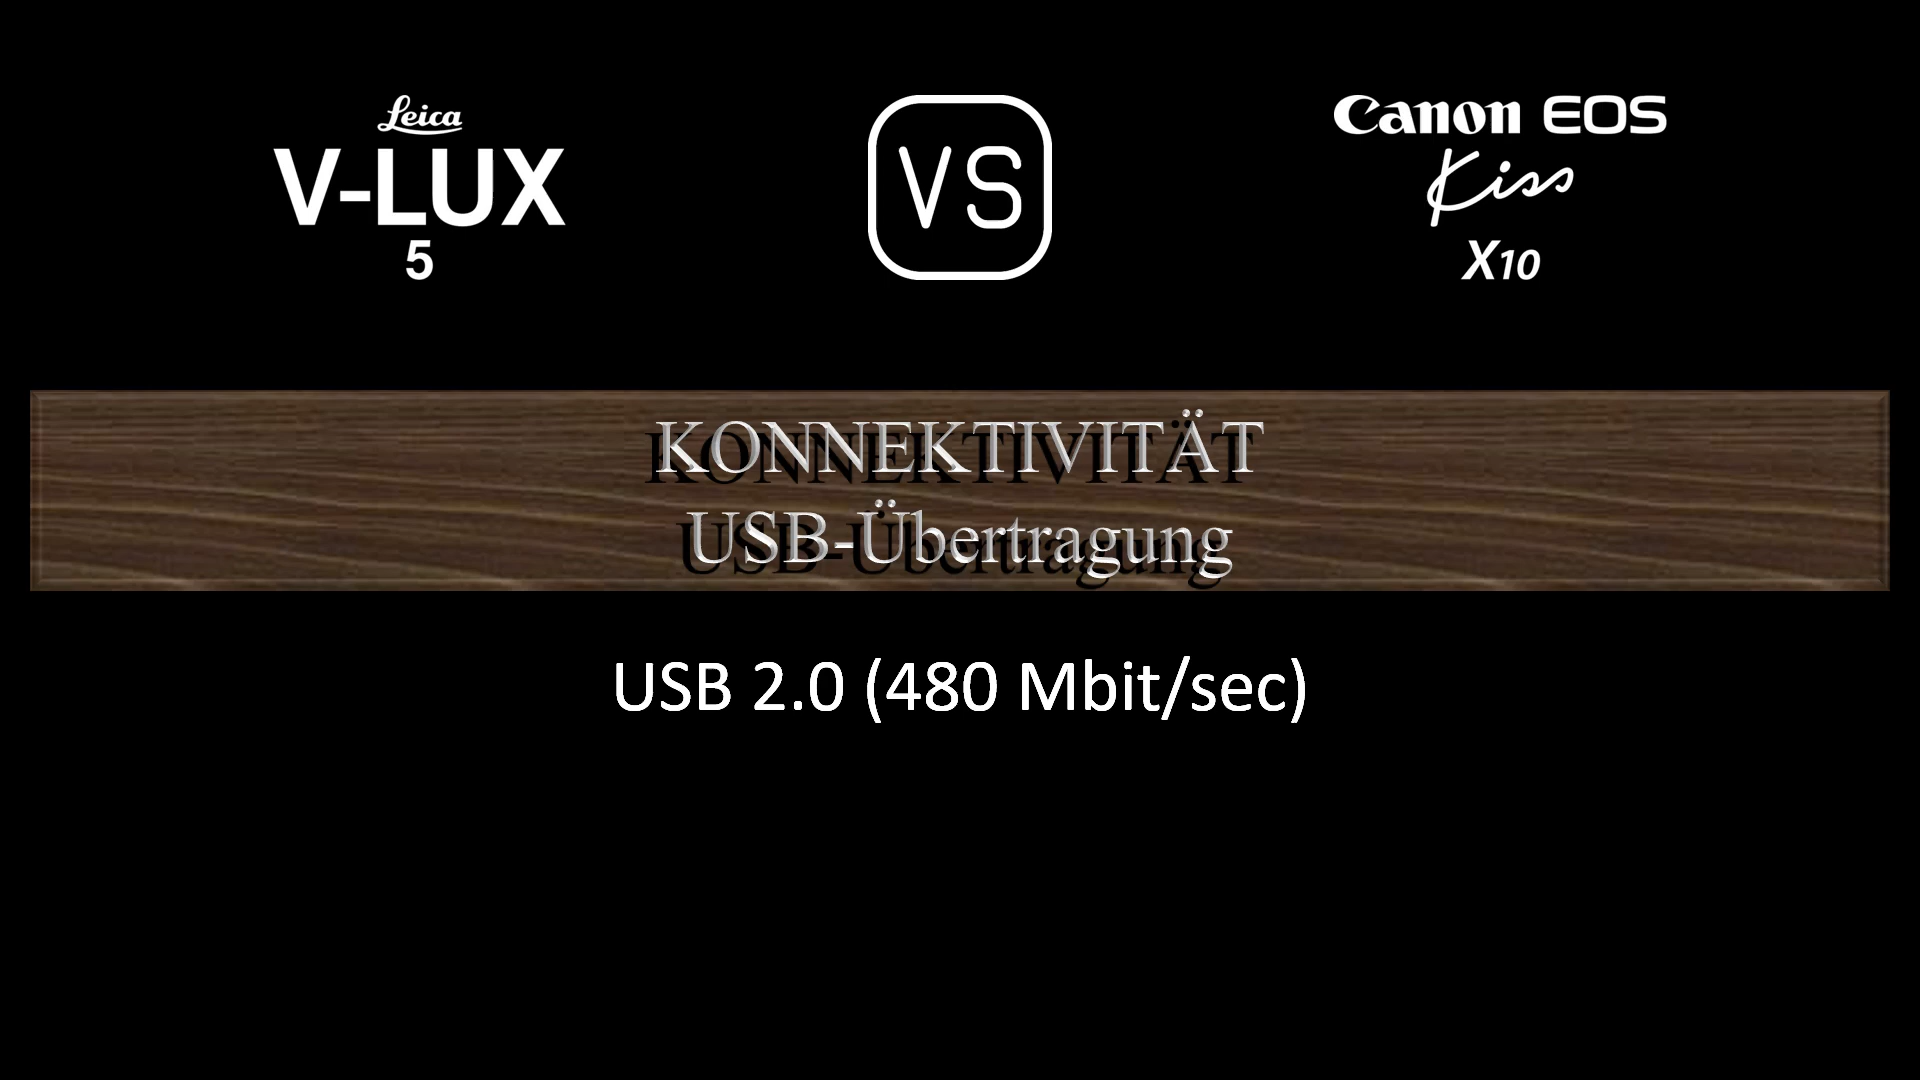 Leica
V-LUX
5
VS
Canon EOS
Kiss
X10
KONNEKTIVITÄT
USB-Übertragung
USB 2.0 (480 Mbit/sec)